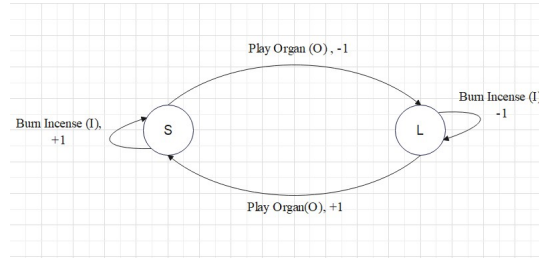 Play Organ (O) , -1
Burn Incense (I),
+1
S
L
Burn Incense (I)
-1
Play Organ(O), +1